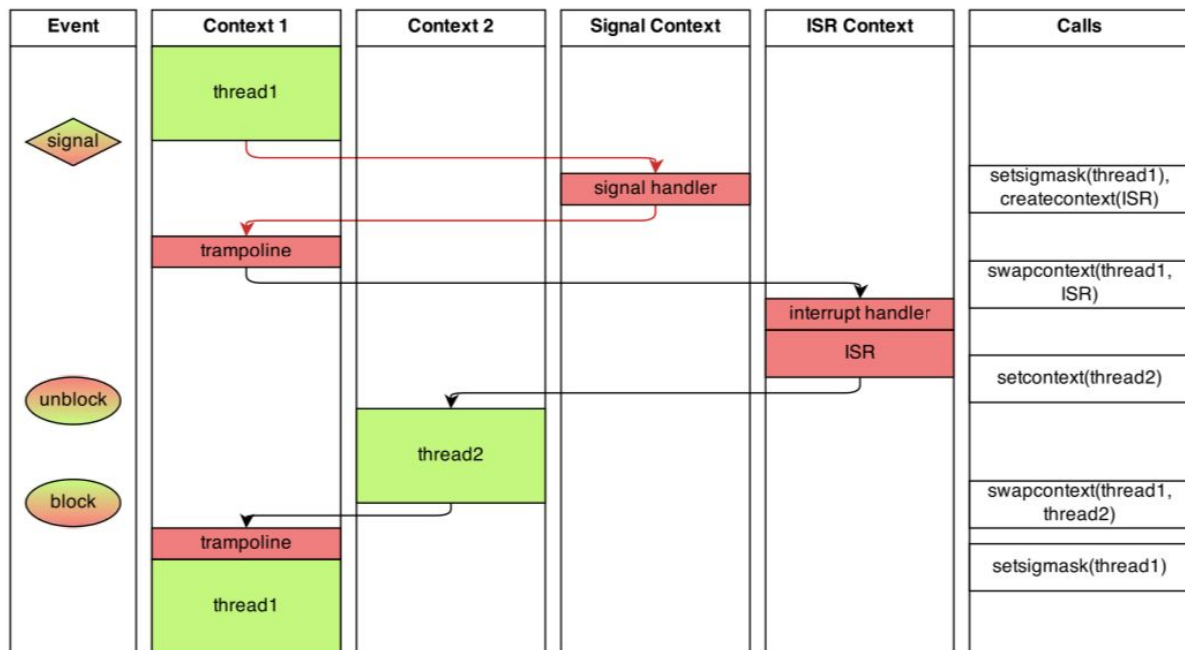 Event
Context 1
Context 2
Signal Context
ISR Context
Calls
thread1
signal
signal handler
setsigmask(thread1),
createcontext(ISR)
trampoline
swapcontext(thread1,
ISR)
interrupt handler
ISR
setcontext(thread2)
unblock
thread2
block
swapcontext(thread1,
thread2)
trampoline
setsigmask(thread1)
thread1